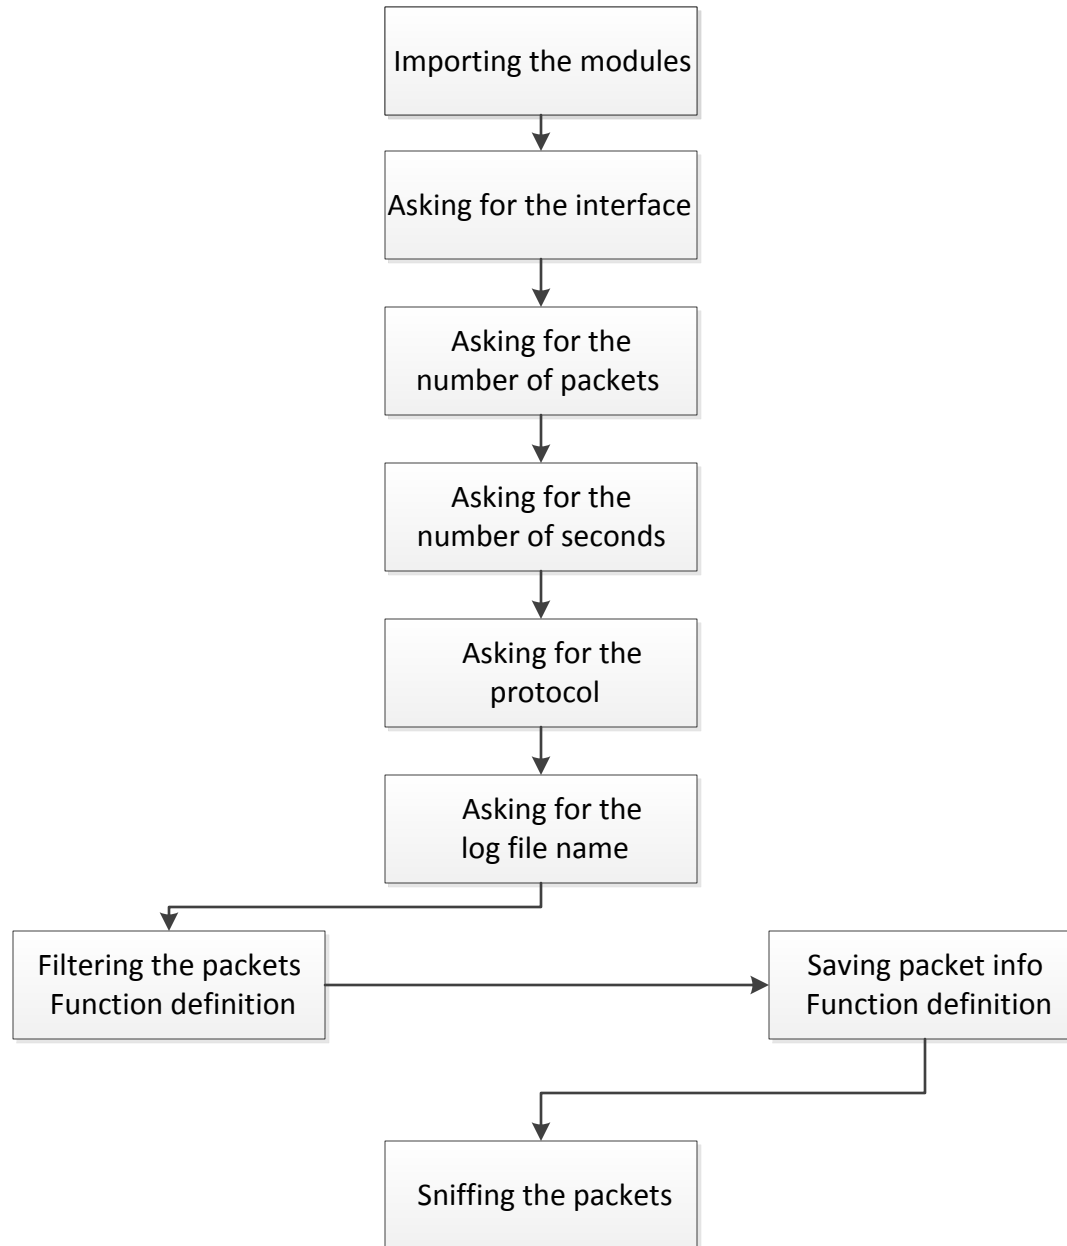 Importing the modules
Asking for the interface
Asking for the
number of packets
Asking for the
number of seconds
Asking for the
protocol
Asking for the
log file name
Filtering the packets
Function definition
Saving packet info
Function definition
Sniffing the packets